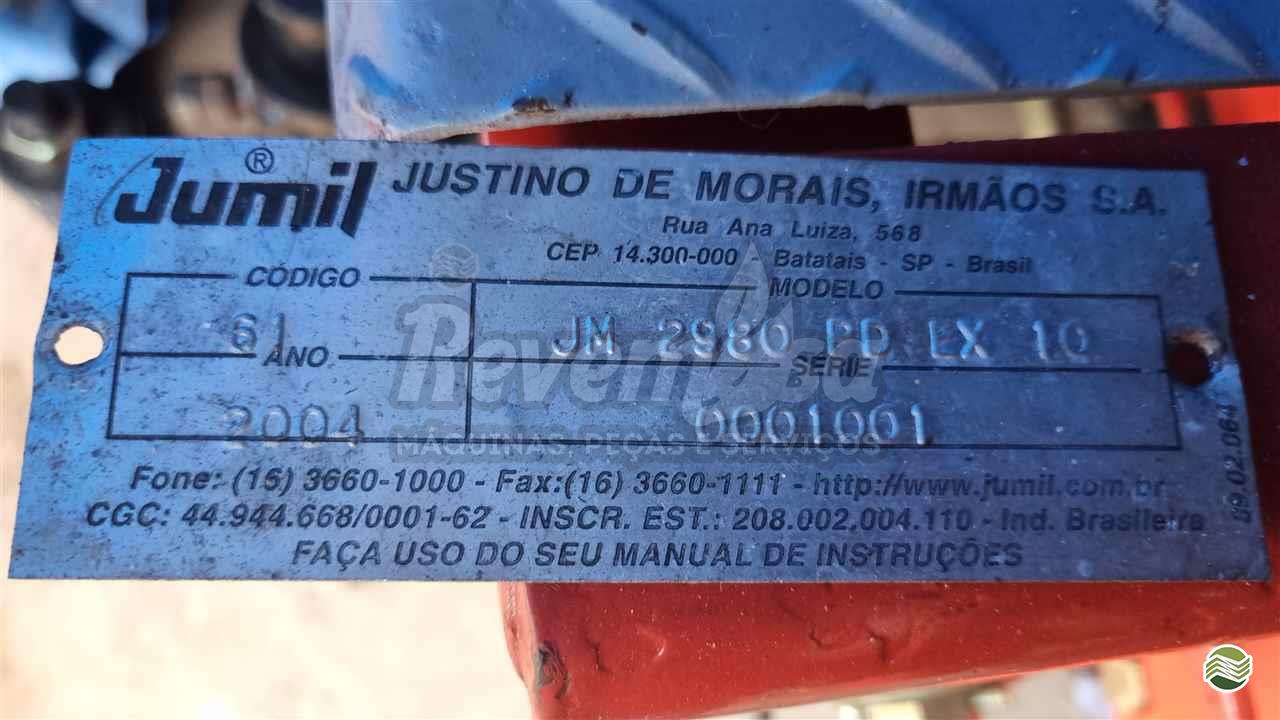 Jumil® JUSTINO DE MORAIS, IRMÃOS S.A.
Rua Ana Luiza, 568
CEP 14.300-000 - Batatais - SP - Brasil
CÓDIGO MODELO
61 JM 2980 PD EX 10
ANO SÉRIE
2004 0001001
Revemasa
MÁQUINAS, PEÇAS E SERVIÇOS
Fone: (16) 3660-1000 - Fax:(16) 3660-1111 - http://www.jumil.com.br
CGC: 44.944.668/0001-62 - INSCR. EST.: 208.002.004.110 - Ind. Brasileira
FAÇA USO DO SEU MANUAL DE INSTRUÇÕES
89.02.064